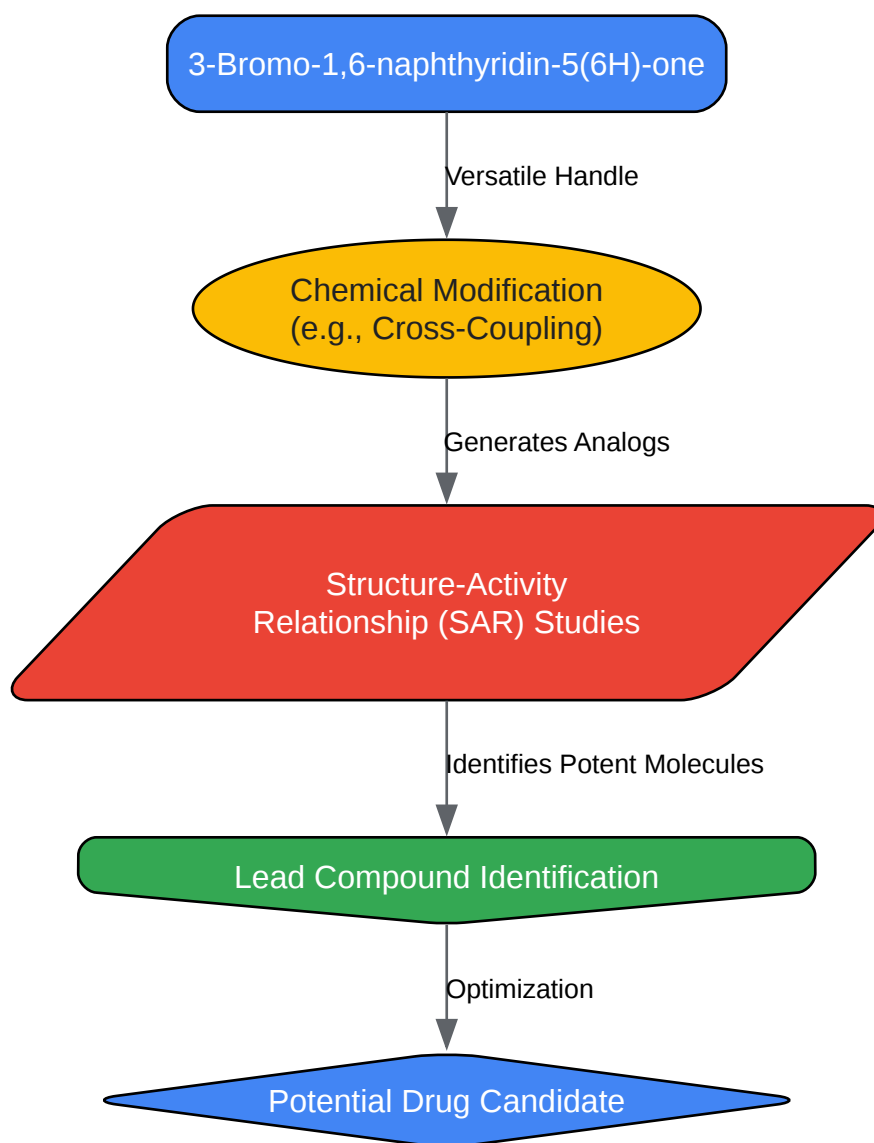 3-Bromo-1,6-naphthyridin-5(6H)-one
Versatile Handle
Chemical Modification
(e.g., Cross-Coupling)
Generates Analogs
Structure-Activity
Relationship (SAR) Studies
Identifies Potent Molecules
Lead Compound Identification
Optimization
Potential Drug Candidate